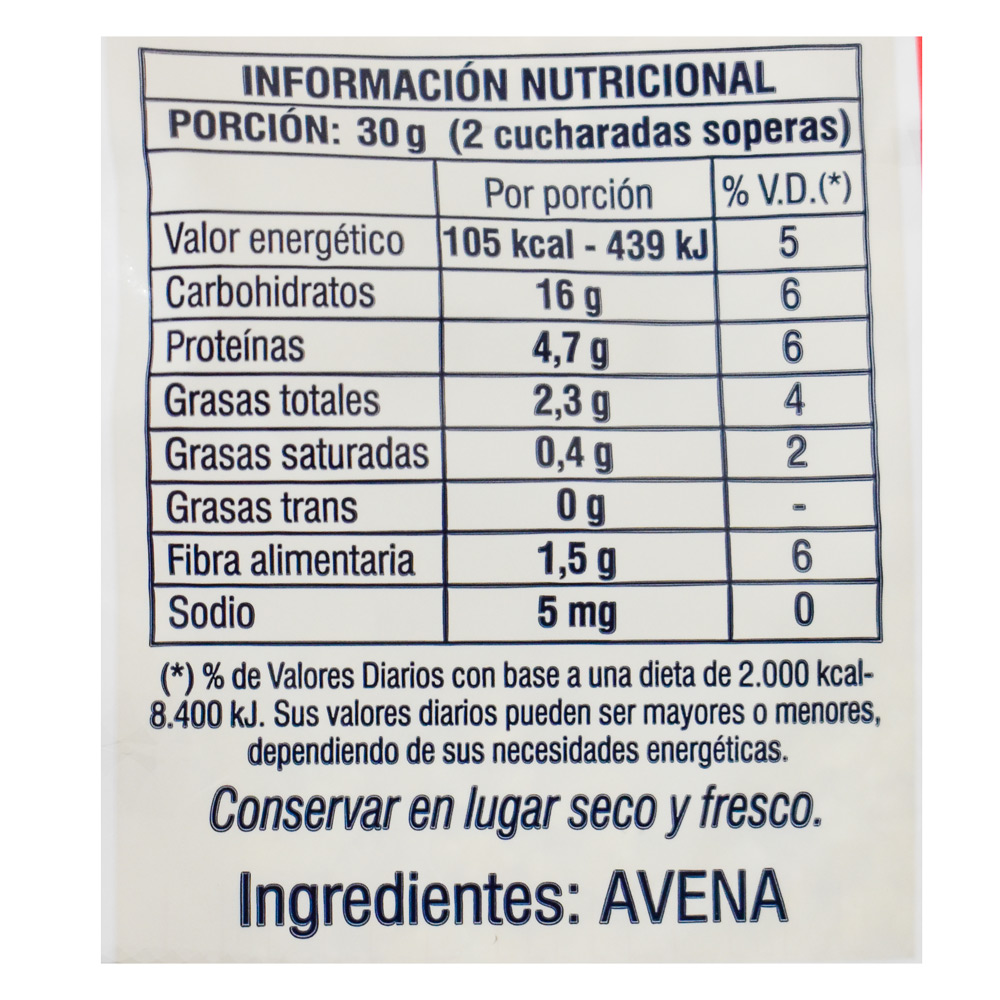 INFORMACIÓN NUTRICIONAL
PORCIÓN: 30 g (2 cucharadas soperas)
Por porción % V.D.(*)
Valor energético 105 kcal - 439 kJ 5
Carbohidratos 16 g 6
Proteínas 4,7 g 6
Grasas totales 2,3 g 4
Grasas saturadas 0,4 g 2
Grasas trans 0 g -
Fibra alimentaria 1,5 g 6
Sodio 5 mg 0
(*) % de Valores Diarios con base a una dieta de 2.000 kcal-
8.400 kJ. Sus valores diarios pueden ser mayores o menores,
dependiendo de sus necesidades energéticas.
Conservar en lugar seco y fresco.
Ingredientes: AVENA